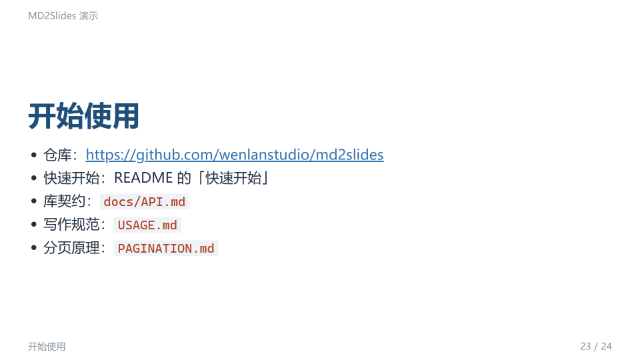 MD2Slides 演示
开始使用
• 仓库：https://github.com/wenlanstudio/md2slides
• 快速开始：README 的「快速开始」
• 库契约：docs/API.md
• 写作规范：USAGE.md
• 分页原理：PAGINATION.md
开始使用
23 / 24